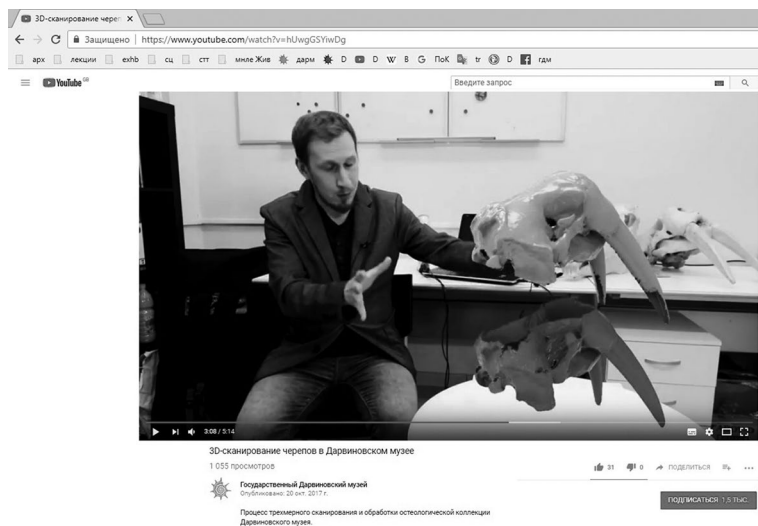 3D-сканирование череп
Защищено | https://www.youtube.com/watch?v=hUwgGSYiwDg
арх лекции exhb сц стт мнле Жив дарм D D W B G ПоК tr D гдм
YouTube GB
Введите запрос
3:08 / 5:14
3D-сканирование черепов в Дарвиновском музее
1 055 просмотров
31 0 ПОДЕЛИТЬСЯ
Государственный Дарвиновский музей
Опубликовано: 20 окт. 2017 г.
ПОДПИСАТЬСЯ 1,5 ТЫС.
Процесс трехмерного сканирования и обработки остеологической коллекции
Дарвиновского музея.